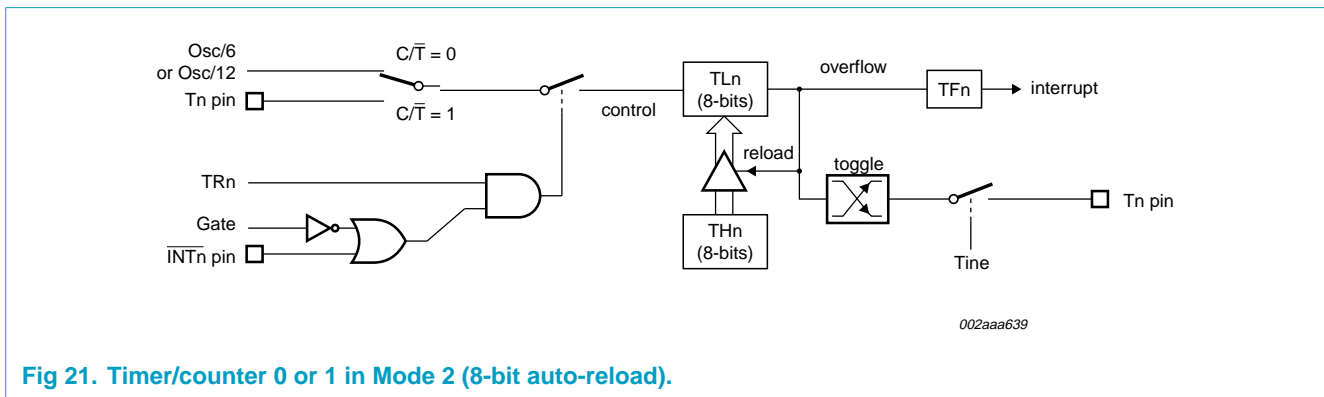 Osc/6
or Osc/12
C/T̅ = 0
Tn pin
C/T̅ = 1
control
TLn
(8-bits)
overflow
TFn
interrupt
reload
toggle
TRn
Gate
I̅N̅T̅n pin
THn
(8-bits)
Tn pin
Tine
002aaa639
Fig 21. Timer/counter 0 or 1 in Mode 2 (8-bit auto-reload).